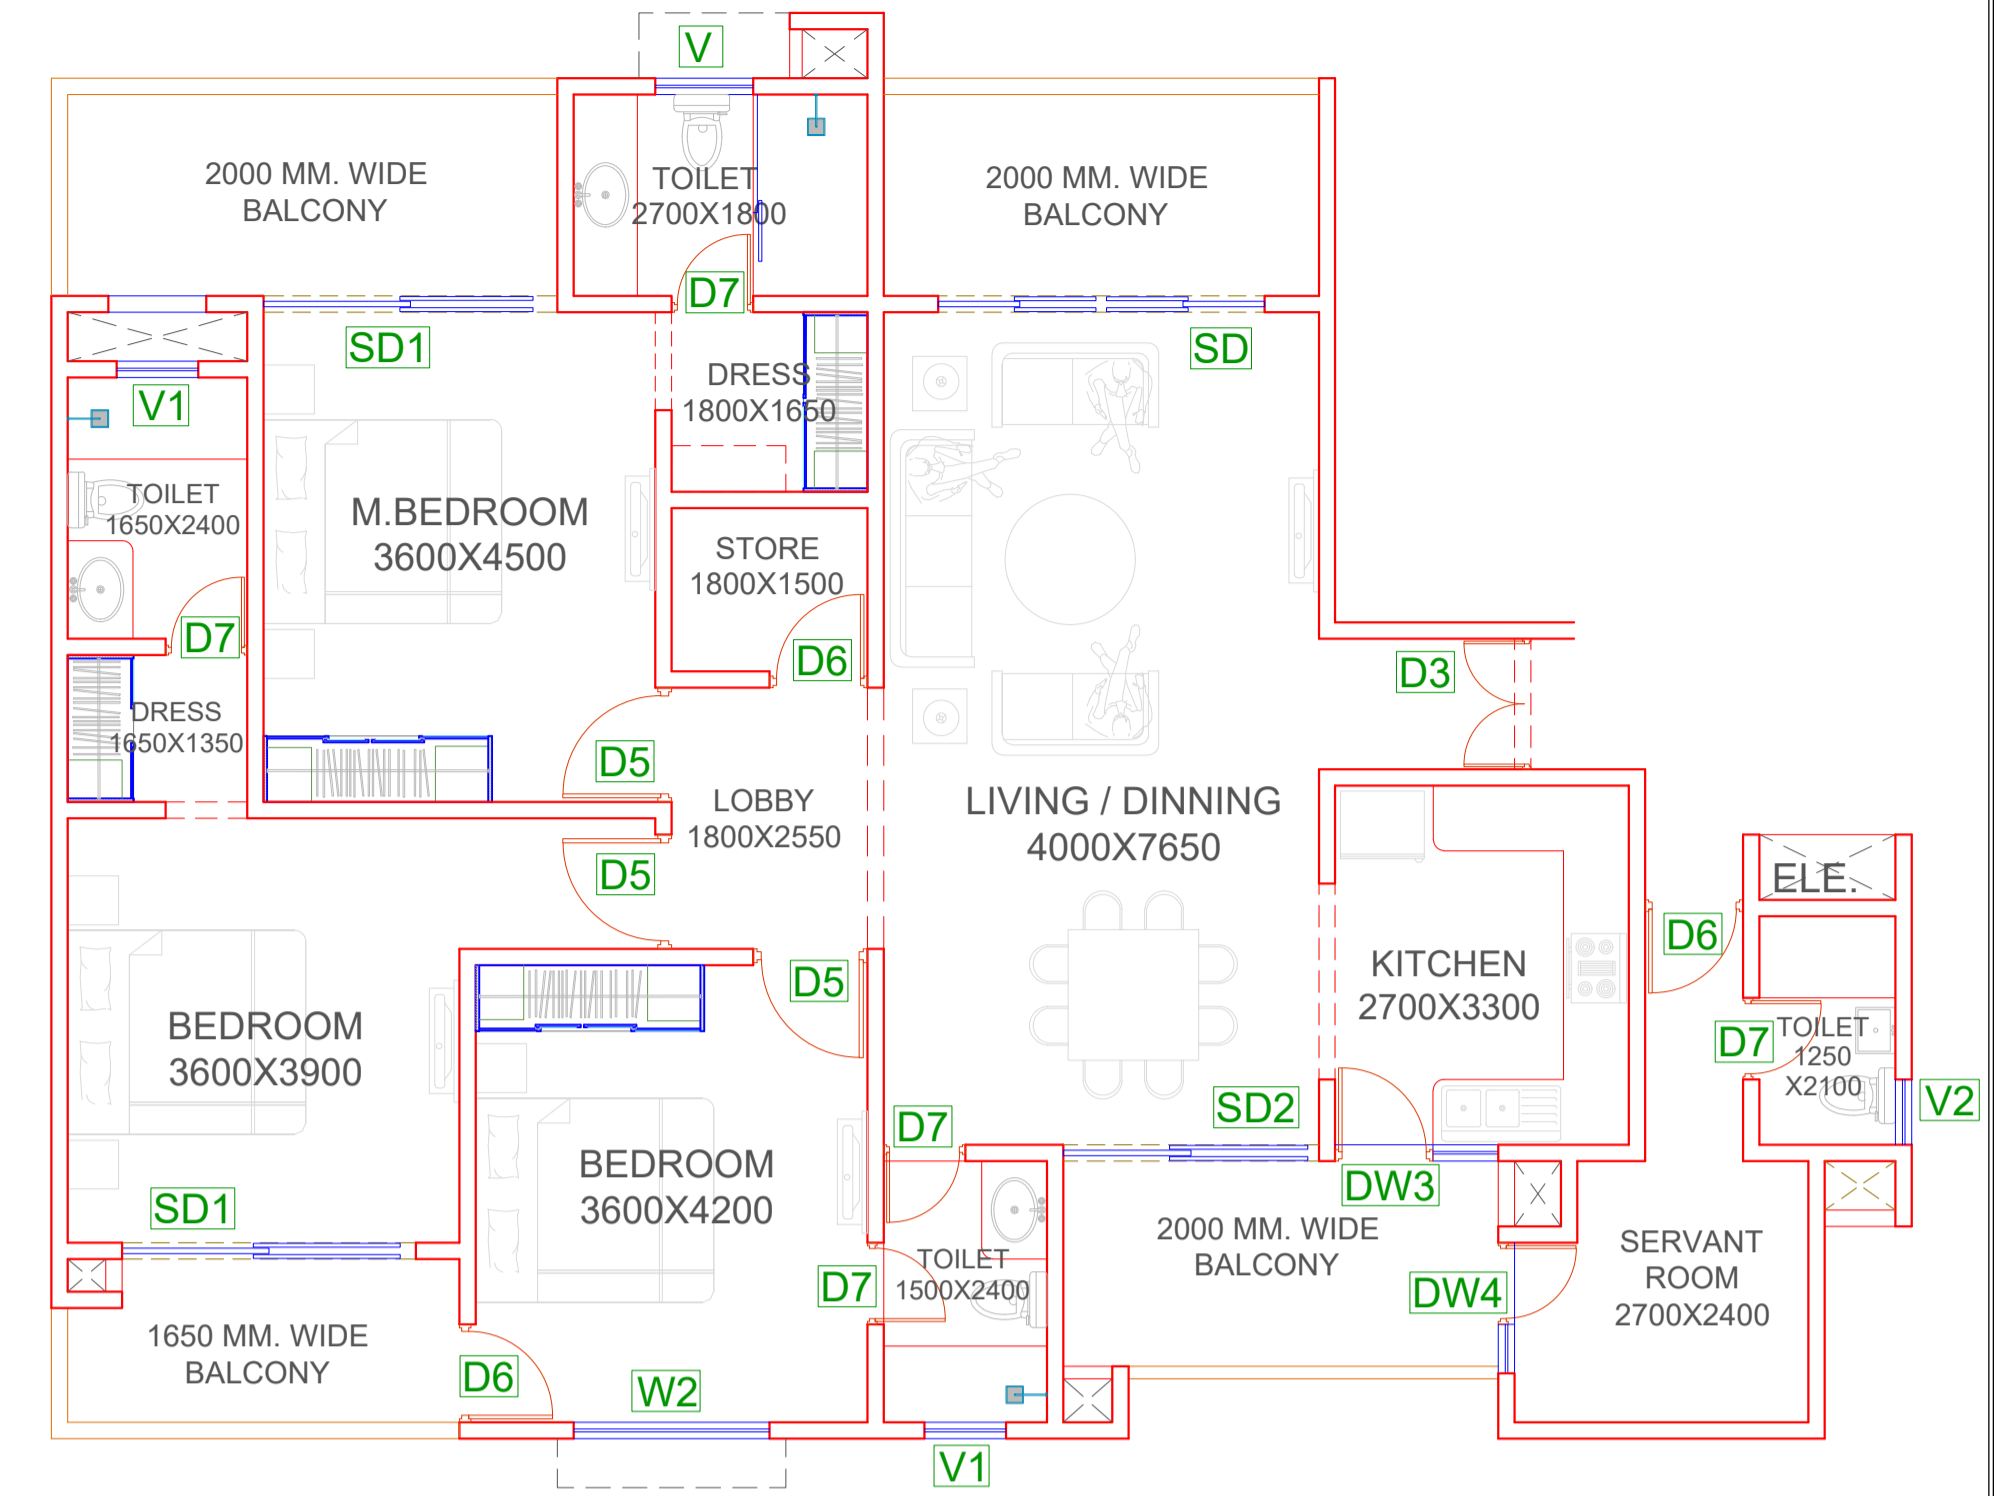 V
2000 MM. WIDE
BALCONY
TOILET
2700X1800
2000 MM. WIDE
BALCONY
D7
SD1
SD
V1
DRESS
1800X1650
TOILET
1650X2400
M.BEDROOM
3600X4500
STORE
1800X1500
D7
D6
D3
DRESS
1650X1350
D5
LOBBY
1800X2550
LIVING / DINNING
4000X7650
D5
ELE.
D6
D5
KITCHEN
2700X3300
BEDROOM
3600X3900
D7
TOILET
1250
X2100
V2
SD2
D7
BEDROOM
3600X4200
DW3
SD1
2000 MM. WIDE
BALCONY
SERVANT
ROOM
2700X2400
TOILET
1500X2400
D7
DW4
1650 MM. WIDE
BALCONY
D6
W2
V1